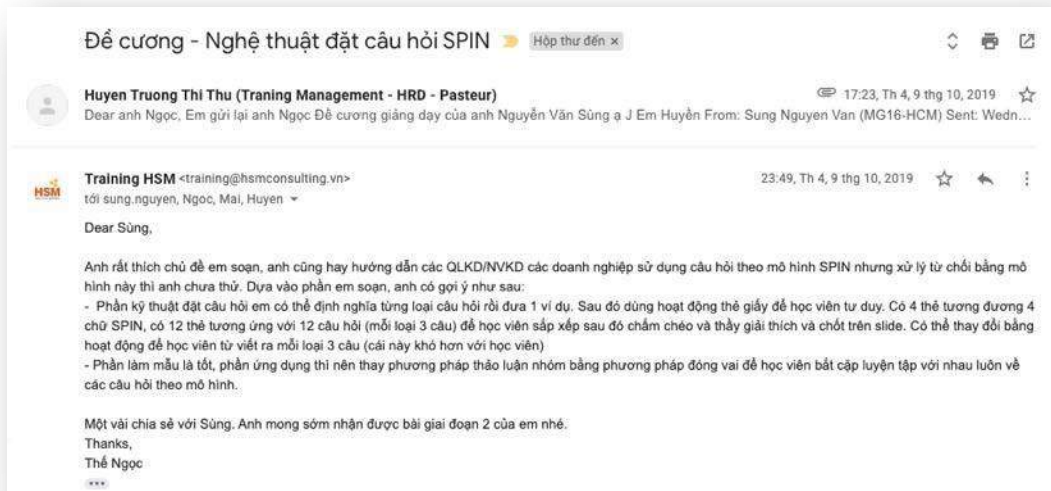 Đề cương - Nghệ thuật đặt câu hỏi SPIN Hộp thư đến ×
Huyen Truong Thi Thu (Traning Management - HRD - Pasteur) 17:23, Th 4, 9 thg 10, 2019
Dear anh Ngọc, Em gửi lại anh Ngọc Đề cương giảng dạy của anh Nguyễn Văn Sùng ạ J Em Huyền From: Sung Nguyen Van (MG16-HCM) Sent: Wedn...
HSM
Training HSM <training@hsmconsulting.vn> 23:49, Th 4, 9 thg 10, 2019
tới sung.nguyen, Ngoc, Mai, Huyen
Dear Sùng,
Anh rất thích chủ đề em soạn, anh cũng hay hướng dẫn các QLKD/NVKD các doanh nghiệp sử dụng câu hỏi theo mô hình SPIN nhưng xử lý từ chối bằng mô
hình này thì anh chưa thử. Dựa vào phần em soạn, anh có gợi ý như sau:
- Phần kỹ thuật đặt câu hỏi em có thể định nghĩa từng loại câu hỏi rồi đưa 1 ví dụ. Sau đó dùng hoạt động thẻ giấy để học viên tư duy. Có 4 thẻ tương đương 4
chữ SPIN, có 12 thẻ tương ứng với 12 câu hỏi (mỗi loại 3 câu) để học viên sắp xếp sau đó chấm chéo và thầy giải thích và chốt trên slide. Có thể thay đổi bằng
hoạt động để học viên tự viết ra mỗi loại 3 câu (cái này khó hơn với học viên)
- Phần làm mẫu là tốt, phần ứng dụng thì nên thay phương pháp thảo luận nhóm bằng phương pháp đóng vai để học viên bắt cặp luyện tập với nhau luôn về
các câu hỏi theo mô hình.
Một vài chia sẻ với Sùng. Anh mong sớm nhận được bài giai đoạn 2 của em nhé.
Thanks,
Thế Ngọc